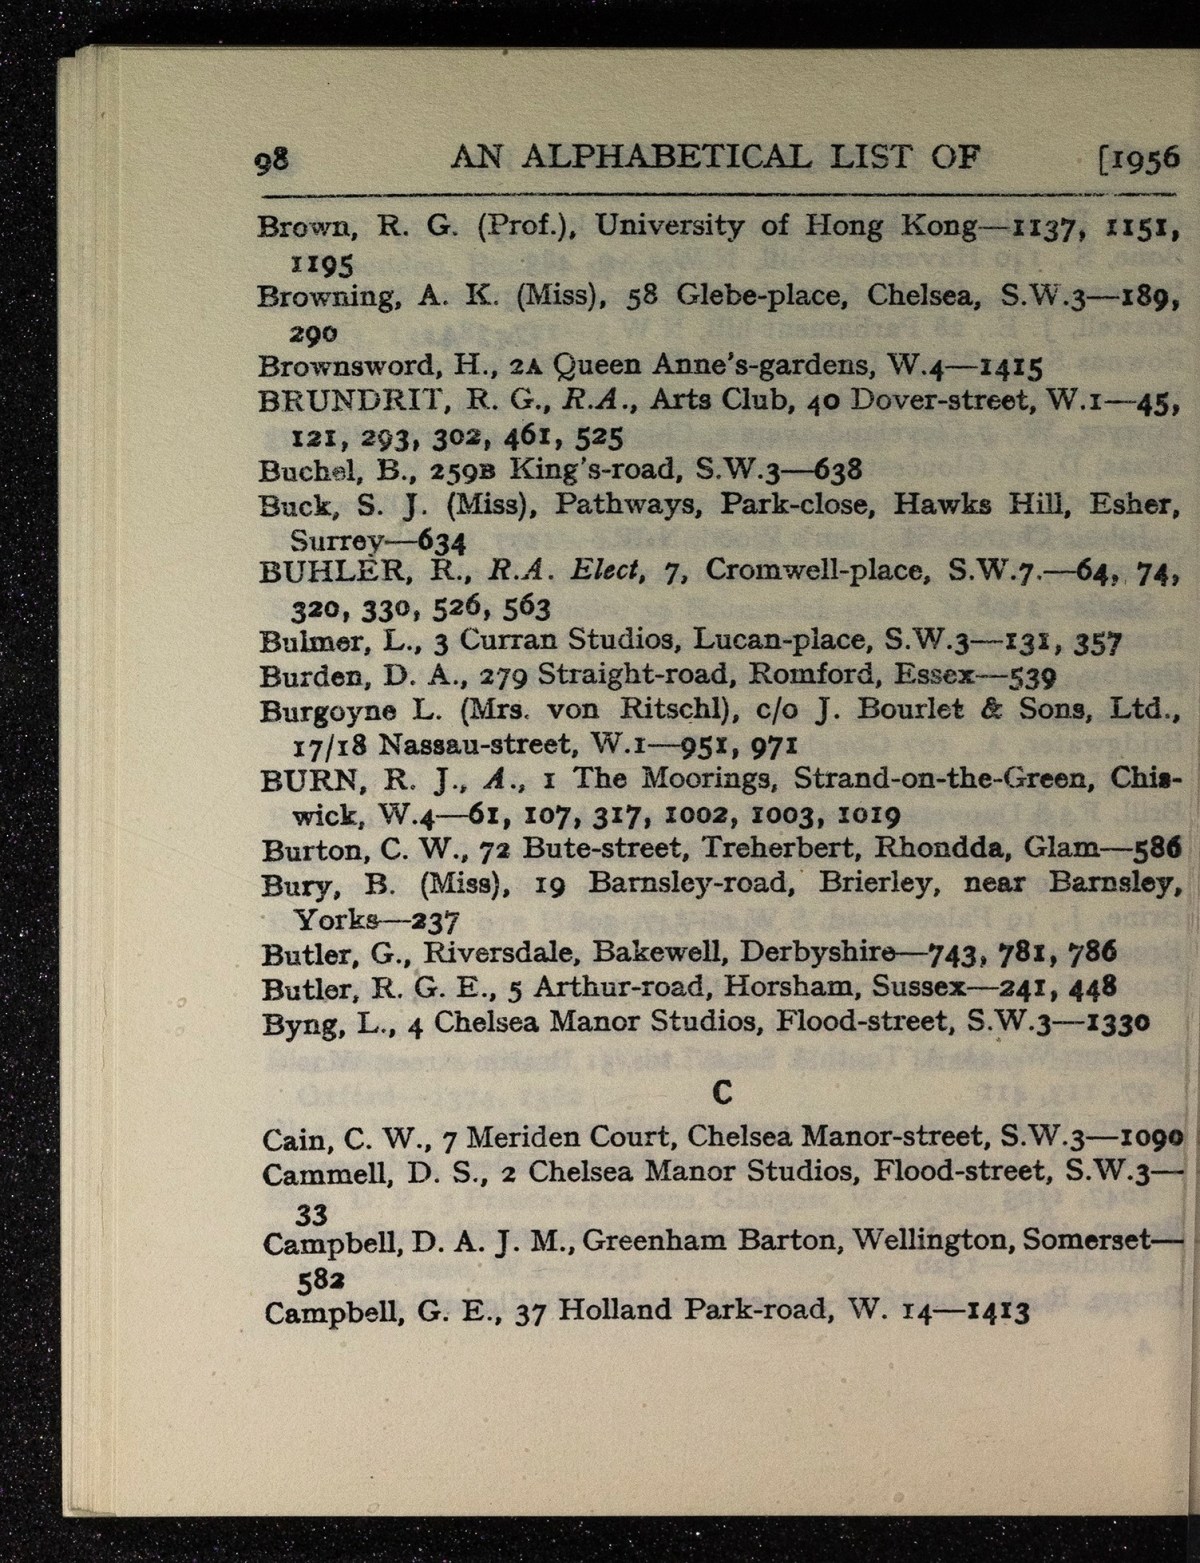 98 AN ALPHABETICAL LIST OF [1956
Brown, R. G. (Prof.), University of Hong Kong—1137, 1151,
1195
Browning, A. K. (Miss), 58 Glebe-place, Chelsea, S.W.3—189,
290
Brownsword, H., 2A Queen Anne's-gardens, W.4—1415
BRUNDRIT, R. G., R.A., Arts Club, 40 Dover-street, W.1—45,
121, 293, 302, 461, 525
Buchel, B., 259B King's-road, S.W.3—638
Buck, S. J. (Miss), Pathways, Park-close, Hawks Hill, Esher,
Surrey—634
BUHLER, R., R.A. Elect, 7, Cromwell-place, S.W.7.—64, 74,
320, 330, 526, 563
Bulmer, L., 3 Curran Studios, Lucan-place, S.W.3—131, 357
Burden, D. A., 279 Straight-road, Romford, Essex—539
Burgoyne L. (Mrs. von Ritschl), c/o J. Bourlet & Sons, Ltd.,
17/18 Nassau-street, W.1—951, 971
BURN, R. J., A., 1 The Moorings, Strand-on-the-Green, Chis-
wick, W.4—61, 107, 317, 1002, 1003, 1019
Burton, C. W., 72 Bute-street, Treherbert, Rhondda, Glam—586
Bury, B. (Miss), 19 Barnsley-road, Brierley, near Barnsley,
Yorks—237
Butler, G., Riversdale, Bakewell, Derbyshire—743, 781, 786
Butler, R. G. E., 5 Arthur-road, Horsham, Sussex—241, 448
Byng, L., 4 Chelsea Manor Studios, Flood-street, S.W.3—1330
C
Cain, C. W., 7 Meriden Court, Chelsea Manor-street, S.W.3—1090
Cammell, D. S., 2 Chelsea Manor Studios, Flood-street, S.W.3—
33
Campbell, D. A. J. M., Greenham Barton, Wellington, Somerset—
582
Campbell, G. E., 37 Holland Park-road, W. 14—1413